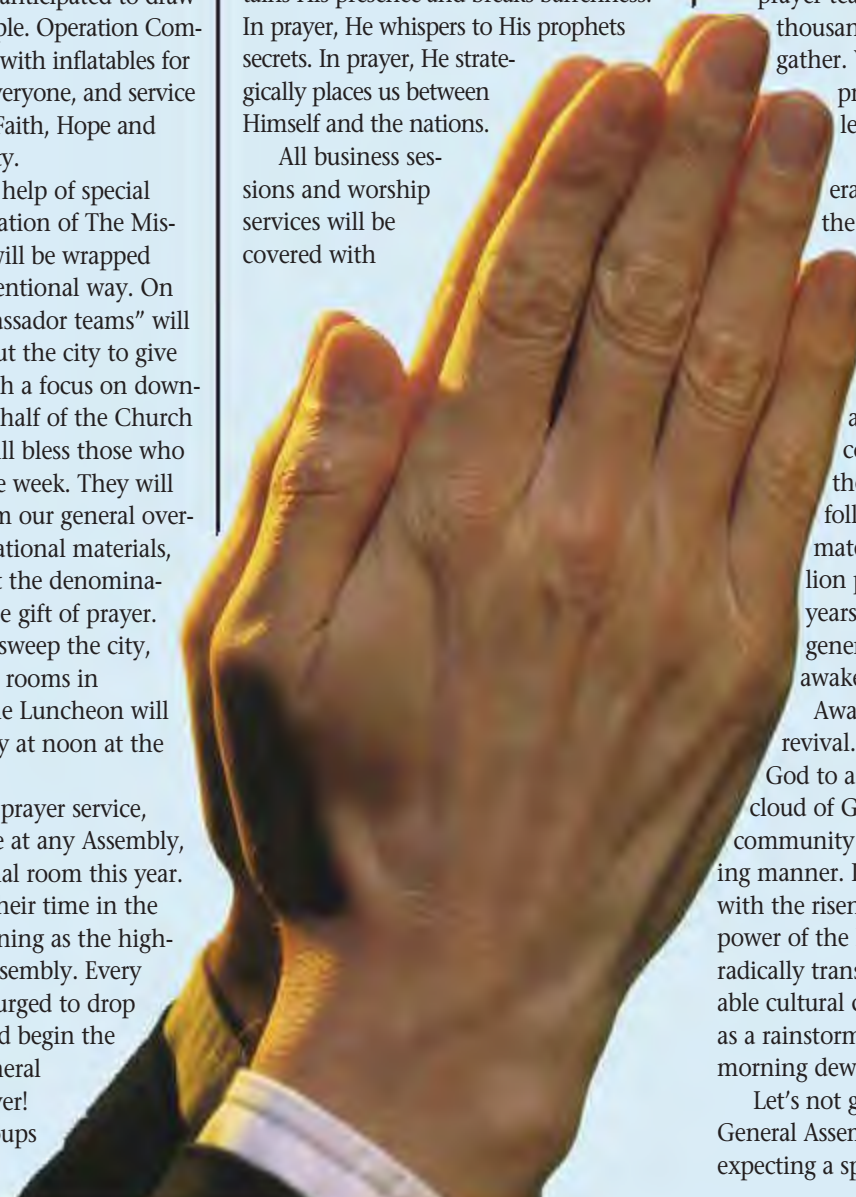 anticipated to draw
ple. Operation Com-
with inflatables for
veryone, and service
Faith, Hope and
y.
help of special
ation of The Mis-
will be wrapped
entional way. On
assador teams” will
ut the city to give
h a focus on down-
half of the Church
ll bless those who
e week. They will
m our general over-
ational materials,
t the denomina-
e gift of prayer.
sweep the city,
rooms in
e Luncheon will
y at noon at the
prayer service,
e at any Assembly,
al room this year.
heir time in the
ning as the high-
sembly. Every
urged to drop
d begin the
neral
yer!
oups
tains His presence and breaks barrenness.
In prayer, He whispers to His prophets
secrets. In prayer, He strate-
gically places us between
Himself and the nations.
All business ses-
sions and worship
services will be
covered with
prayer tea
thousan
gather.
pr
le
era
the
a
co
the
foll
mate
lion p
years
gener
awake
Awa
revival.
God to a
cloud of G
community
ing manner.
with the risen
power of the
radically trans
able cultural c
as a rainstorm
morning dew
Let’s not g
General Assem
expecting a sp